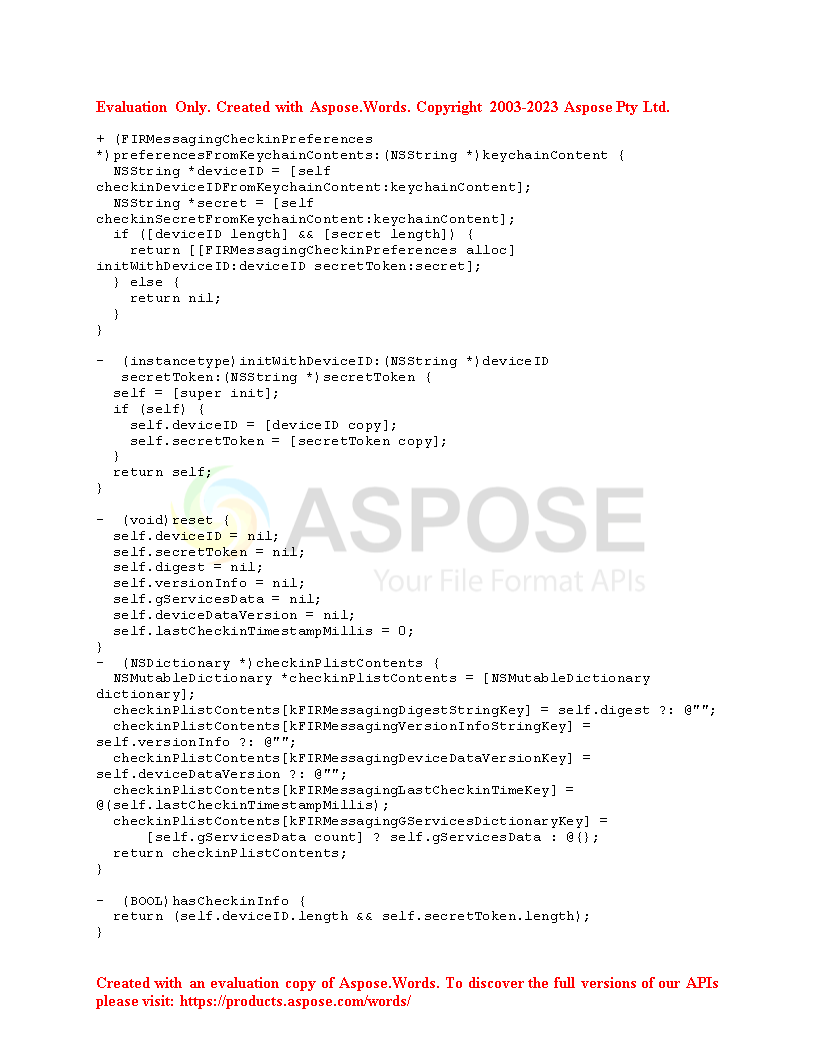 Evaluation Only. Created with Aspose.Words. Copyright 2003-2023 Aspose Pty Ltd.
+ (FIRMessagingCheckinPreferences
*)preferencesFromKeychainContents:(NSString *)keychainContent {
  NSString *deviceID = [self
checkinDeviceIDFromKeychainContent:keychainContent];
  NSString *secret = [self
checkinSecretFromKeychainContent:keychainContent];
  if ([deviceID length] && [secret length]) {
    return [[FIRMessagingCheckinPreferences alloc]
initWithDeviceID:deviceID secretToken:secret];
  } else {
    return nil;
  }
}
-  (instancetype)initWithDeviceID:(NSString *)deviceID
   secretToken:(NSString *)secretToken {
  self = [super init];
  if (self) {
    self.deviceID = [deviceID copy];
    self.secretToken = [secretToken copy];
  }
  return self;
}
-  (void)reset {
  self.deviceID = nil;
  self.secretToken = nil;
  self.digest = nil;
  self.versionInfo = nil;
  self.gServicesData = nil;
  self.deviceDataVersion = nil;
  self.lastCheckinTimestampMillis = 0;
}
ASPOSE
Your File Format APIs
-  (NSDictionary *)checkinPlistContents {
  NSMutableDictionary *checkinPlistContents = [NSMutableDictionary
dictionary];
  checkinPlistContents[kFIRMessagingDigestStringKey] = self.digest ?: @"";
  checkinPlistContents[kFIRMessagingVersionInfoStringKey] =
self.versionInfo ?: @"";
  checkinPlistContents[kFIRMessagingDeviceDataVersionKey] =
self.deviceDataVersion ?: @"";
  checkinPlistContents[kFIRMessagingLastCheckinTimeKey] =
@(self.lastCheckinTimestampMillis);
  checkinPlistContents[kFIRMessagingGServicesDictionaryKey] =
      [self.gServicesData count] ? self.gServicesData : @{};
  return checkinPlistContents;
}
-  (BOOL)hasCheckinInfo {
  return (self.deviceID.length && self.secretToken.length);
}
Created with an evaluation copy of Aspose.Words. To discover the full versions of our APIs
please visit: https://products.aspose.com/words/